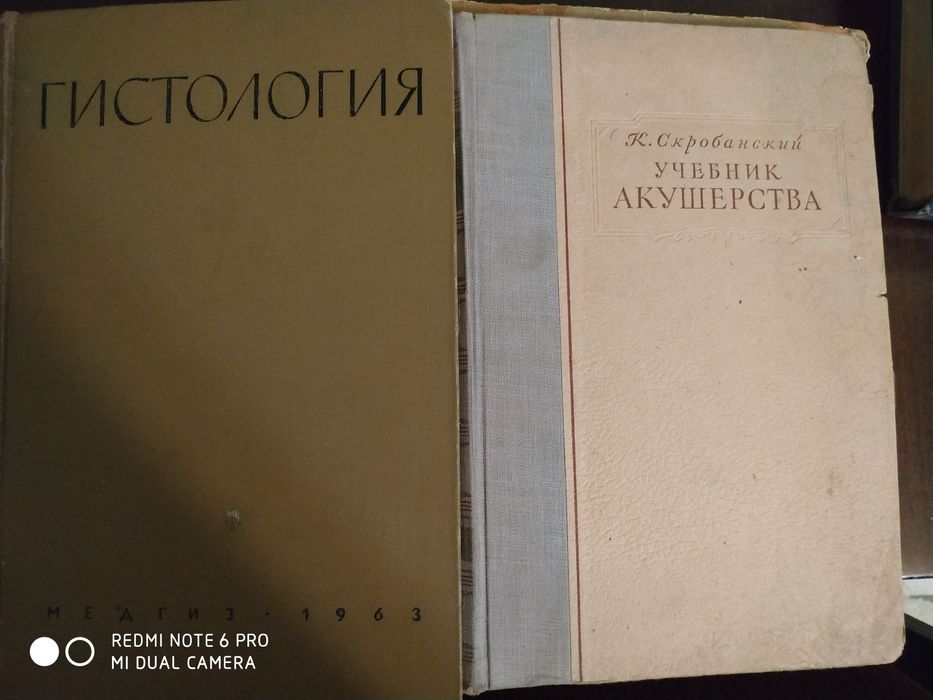 ГИСТОЛОГИЯ
МЕДГИЗ · 1963
К. Скробанский
УЧЕБНИК
АКУШЕРСТВА
REDMI NOTE 6 PRO
MI DUAL CAMERA